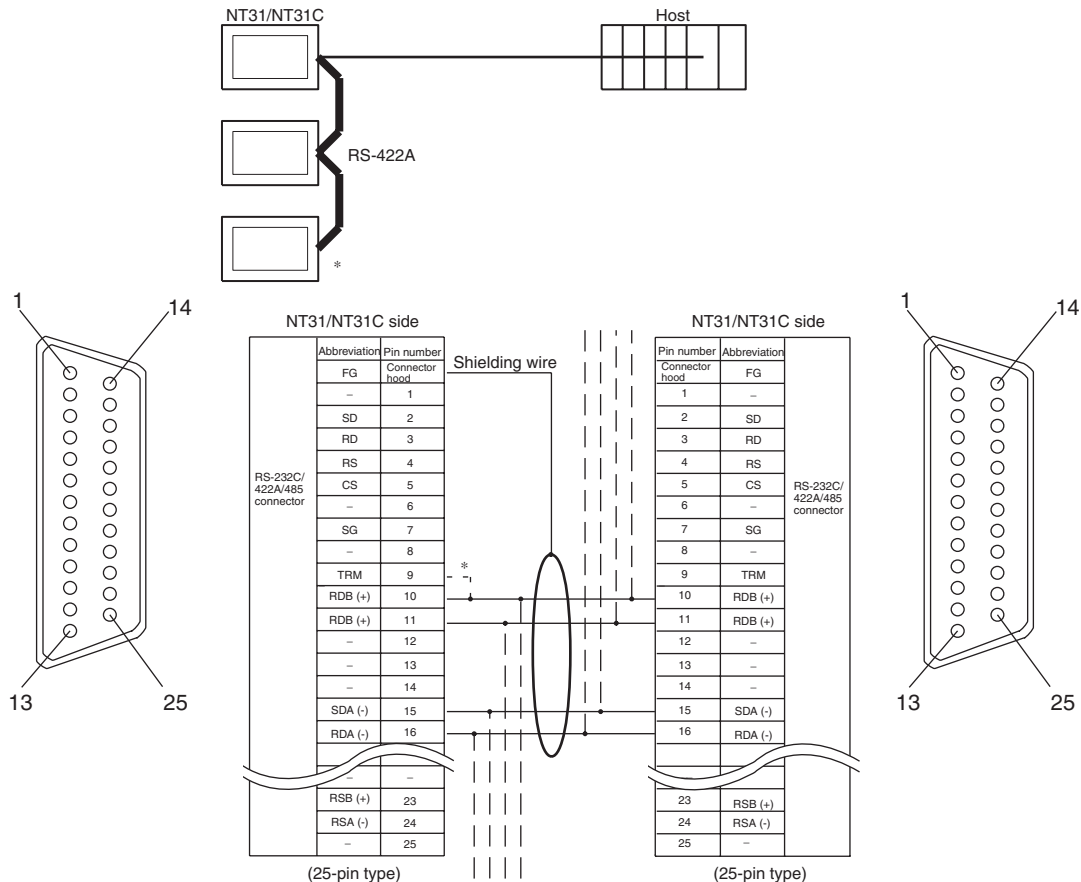 NT31/NT31C
Host
RS-422A
*
1
14
13
25
NT31/NT31C side
Abbreviation Pin number
FG Connector hood
– 1
SD 2
RD 3
RS 4
CS 5
– 6
SG 7
– 8
TRM 9
RDB (+) 10
RDB (+) 11
– 12
– 13
– 14
SDA (-) 15
RDA (-) 16
– –
RSB (+) 23
RSA (-) 24
– 25
RS-232C/
422A/485
connector
(25-pin type)
Shielding wire
*
NT31/NT31C side
Pin number Abbreviation
Connector hood FG
1 –
2 SD
3 RD
4 RS
5 CS
6 –
7 SG
8 –
9 TRM
10 RDB (+)
11 RDB (+)
12 –
13 –
14 –
15 SDA (-)
16 RDA (-)
23 RSB (+)
24 RSA (-)
25 –
RS-232C/
422A/485
connector
(25-pin type)
1
14
13
25